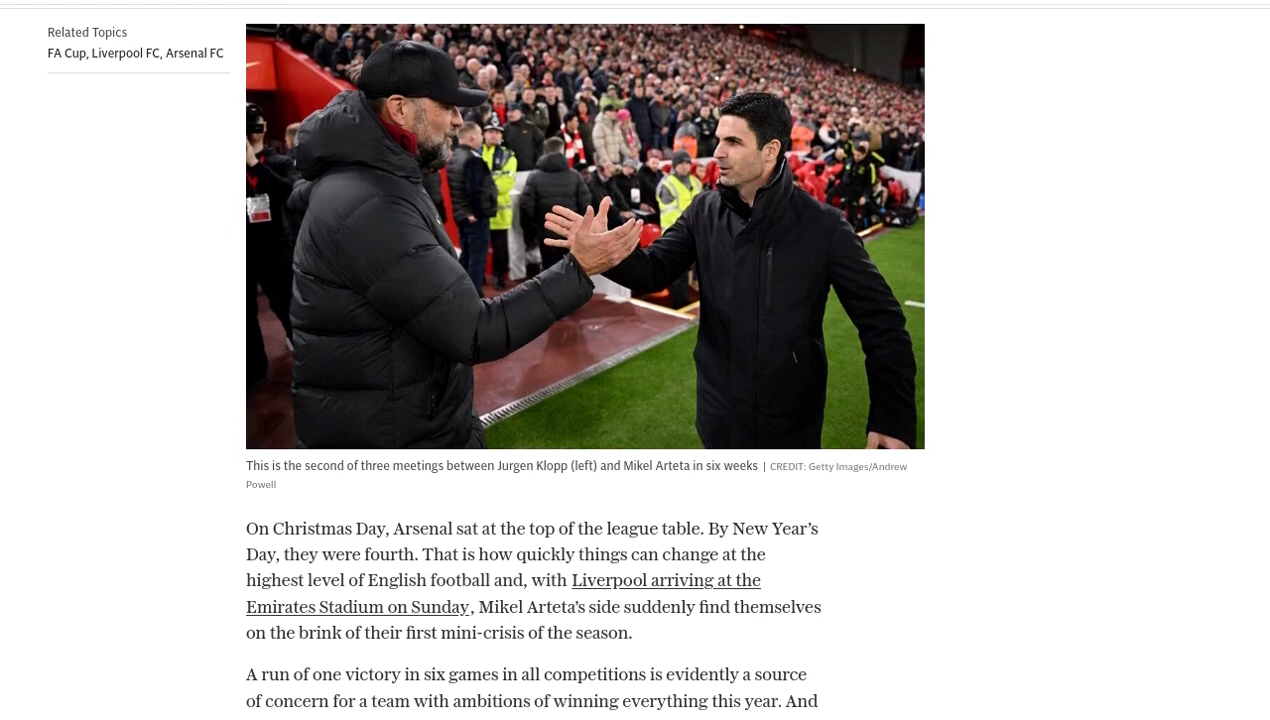 Related Topics
FA Cup, Liverpool FC, Arsenal FC
This is the second of three meetings between Jurgen Klopp (left) and Mikel Arteta in six weeks | CREDIT: Getty Images/Andrew
Powell
On Christmas Day, Arsenal sat at the top of the league table. By New Year’s
Day, they were fourth. That is how quickly things can change at the
highest level of English football and, with Liverpool arriving at the
Emirates Stadium on Sunday, Mikel Arteta’s side suddenly find themselves
on the brink of their first mini-crisis of the season.
A run of one victory in six games in all competitions is evidently a source
of concern for a team with ambitions of winning everything this year. And